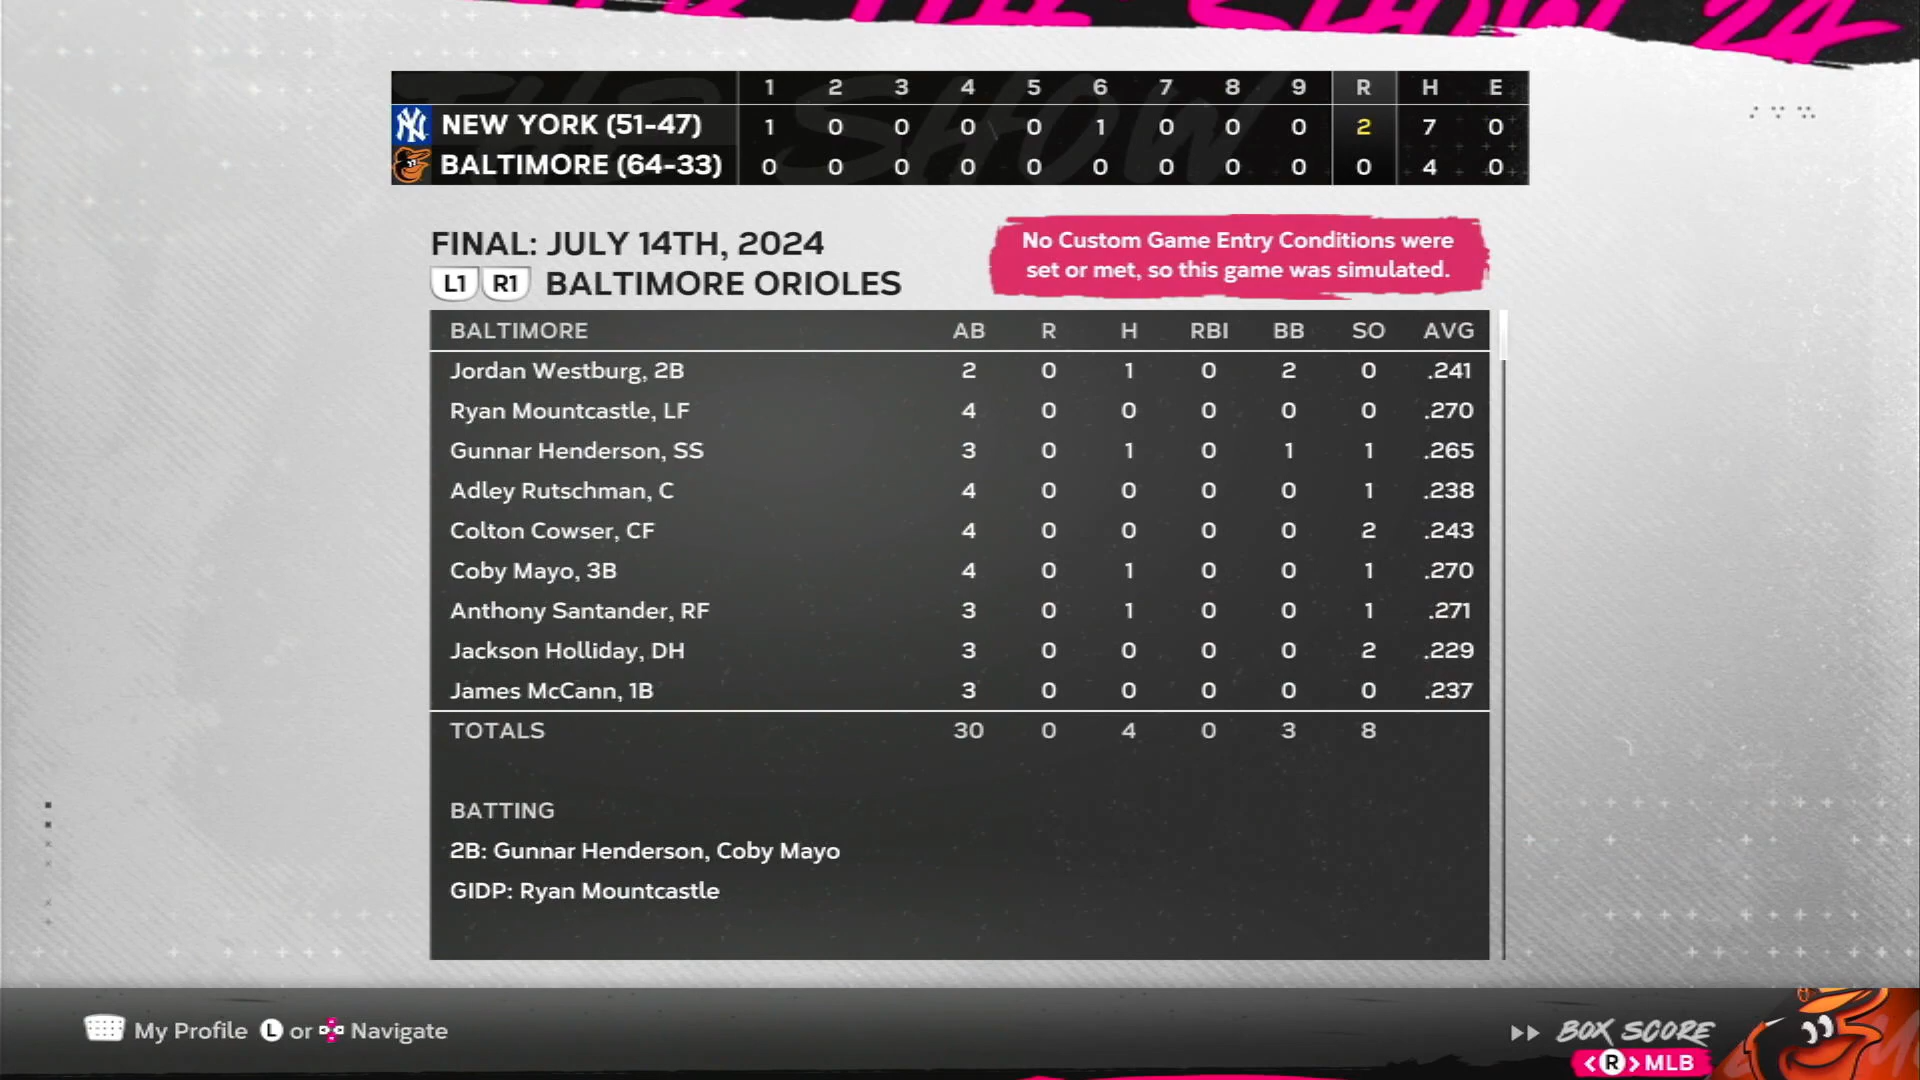 THE SHOW 24
1 2 3 4 5 6 7 8 9 R H E
NEW YORK (51-47) 1 0 0 0 0 1 0 0 0 2 7 0
BALTIMORE (64-33) 0 0 0 0 0 0 0 0 0 0 4 0
FINAL: JULY 14TH, 2024
L1 R1 BALTIMORE ORIOLES
No Custom Game Entry Conditions were
set or met, so this game was simulated.
BALTIMORE AB R H RBI BB SO AVG
Jordan Westburg, 2B 2 0 1 0 2 0 .241
Ryan Mountcastle, LF 4 0 0 0 0 0 .270
Gunnar Henderson, SS 3 0 1 0 1 1 .265
Adley Rutschman, C 4 0 0 0 0 1 .238
Colton Cowser, CF 4 0 0 0 0 2 .243
Coby Mayo, 3B 4 0 1 0 0 1 .270
Anthony Santander, RF 3 0 1 0 0 1 .271
Jackson Holliday, DH 3 0 0 0 0 2 .229
James McCann, 1B 3 0 0 0 0 0 .237
TOTALS 30 0 4 0 3 8
BATTING
2B: Gunnar Henderson, Coby Mayo
GIDP: Ryan Mountcastle
My Profile L or Navigate
BOX SCORE
R MLB